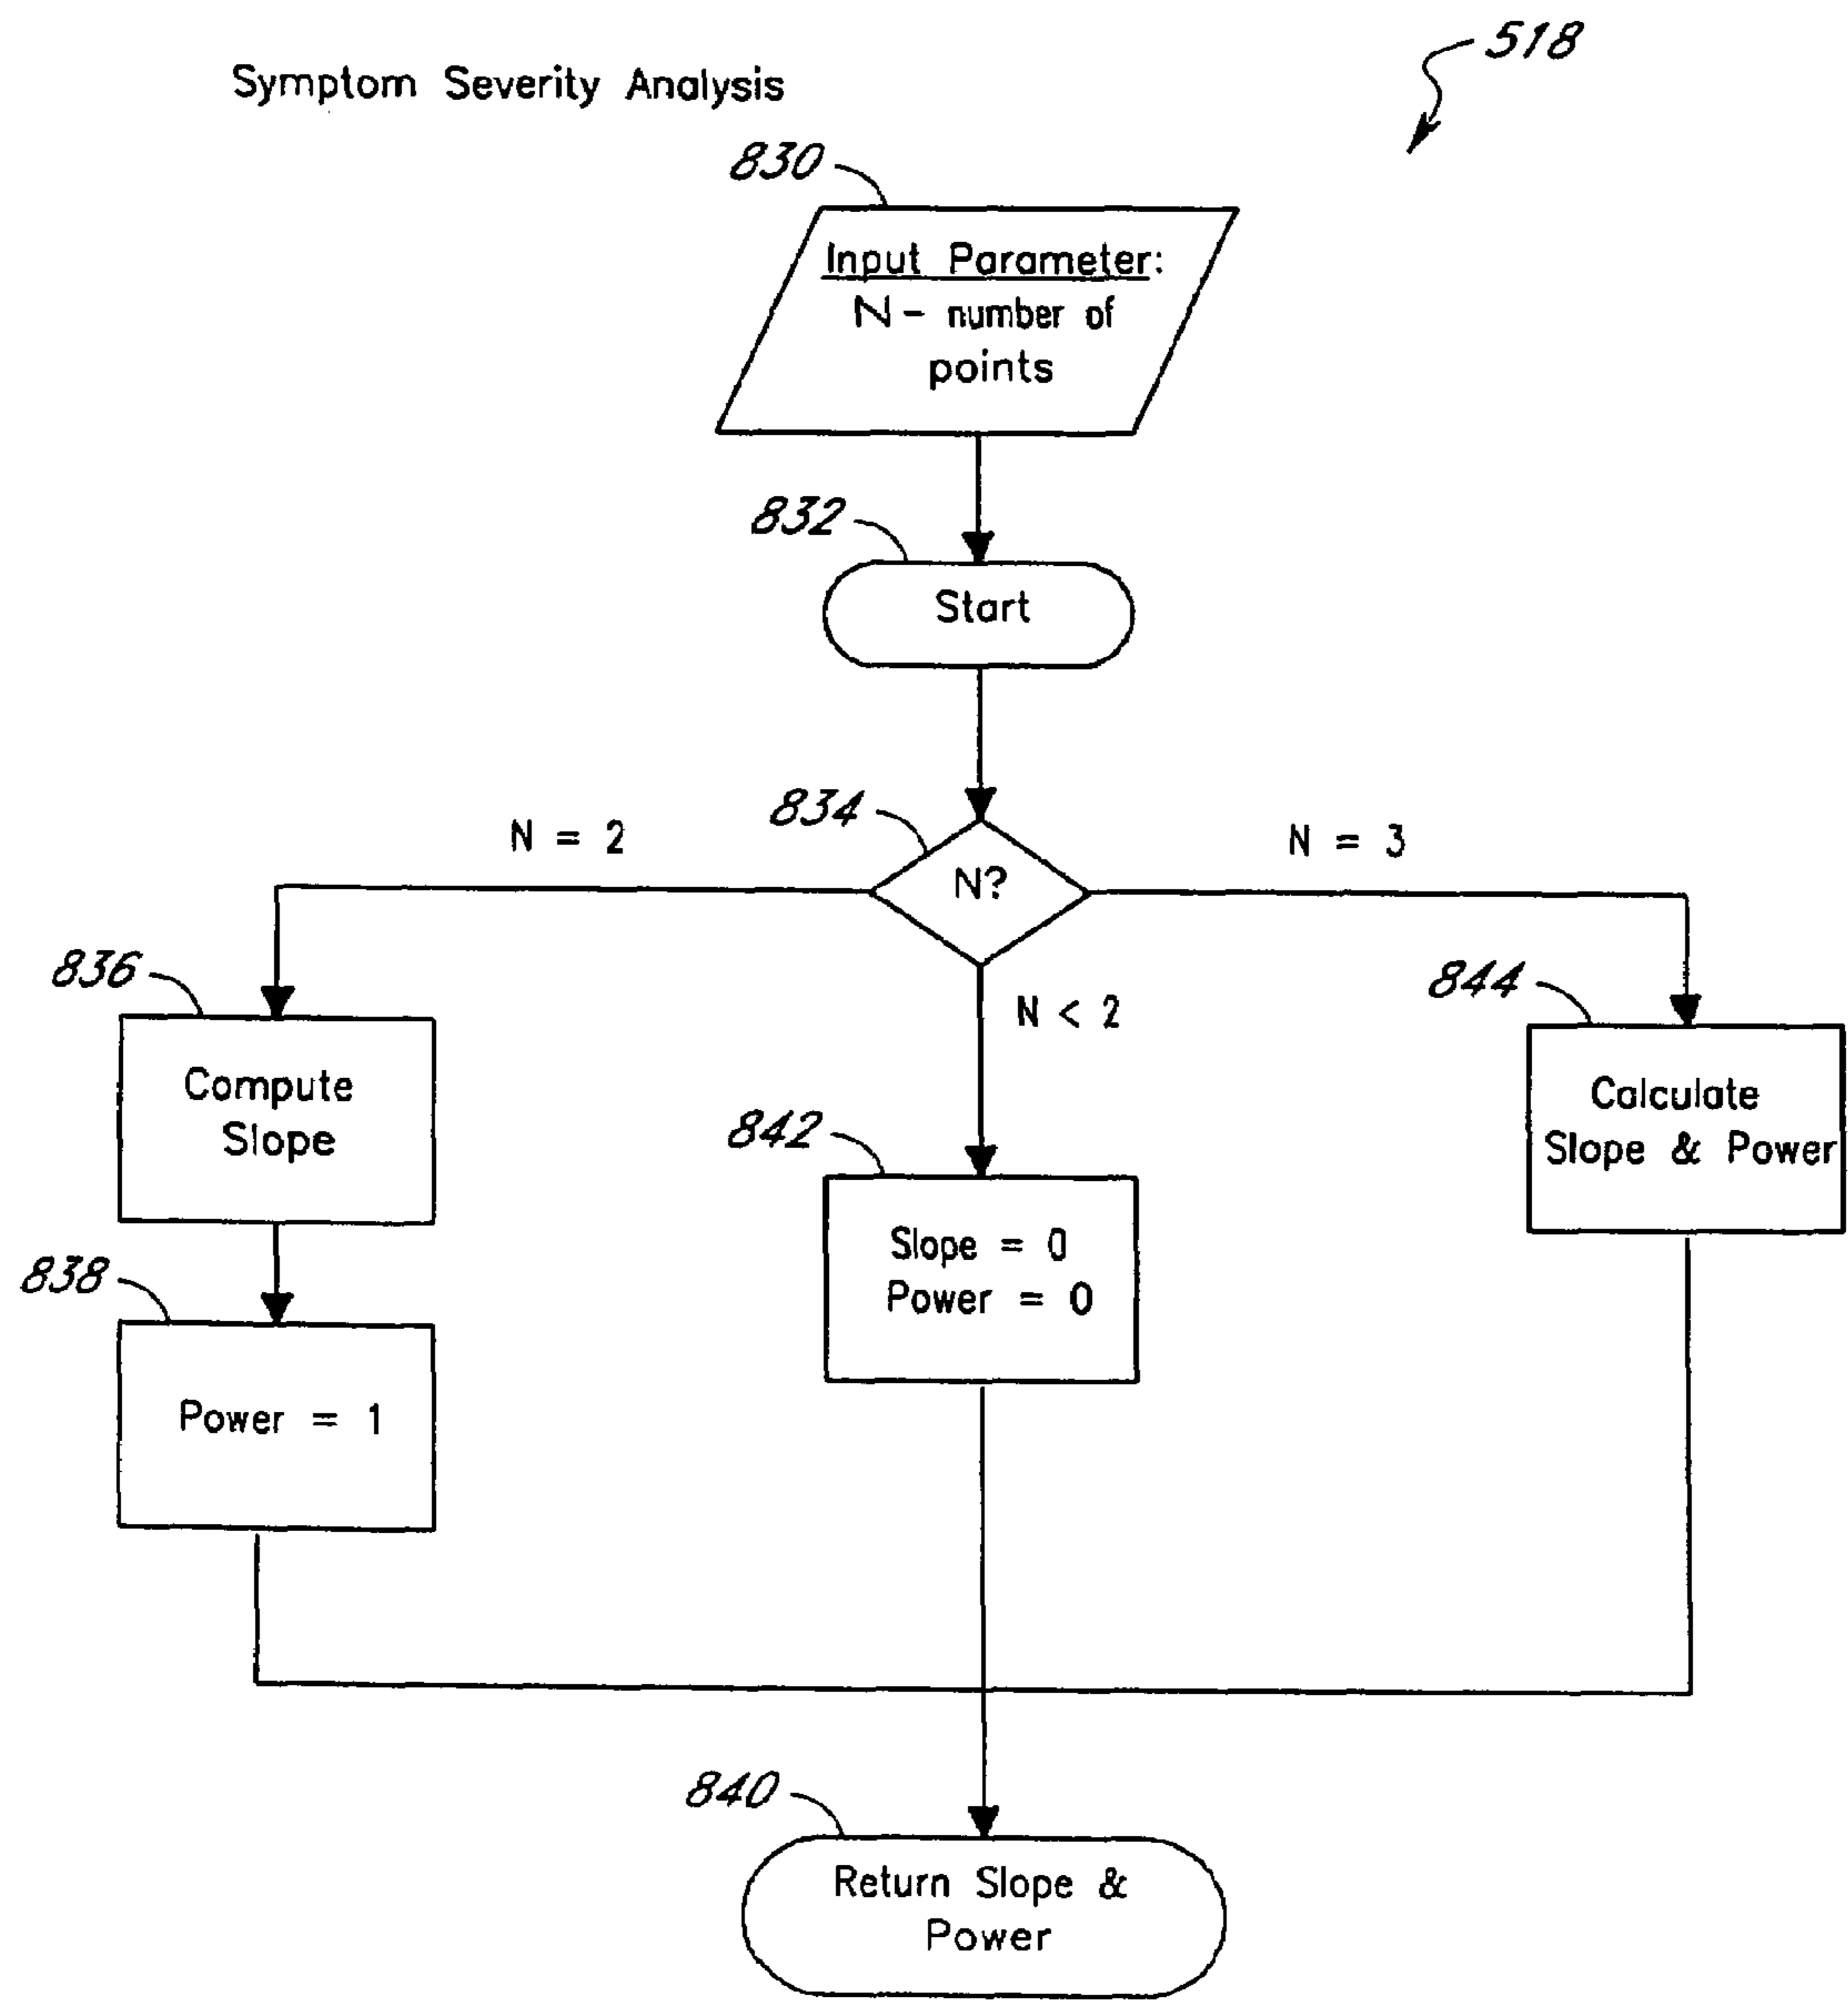 518
Symptom Severity Analysis
830
Input Parameter:
N - number of
points
832
Start
834
N = 2
N?
N = 3
836
N < 2
844
Compute
Slope
Calculate
Slope & Power
842
838
Slope = 0
Power = 0
Power = 1
840
Return Slope &
Power